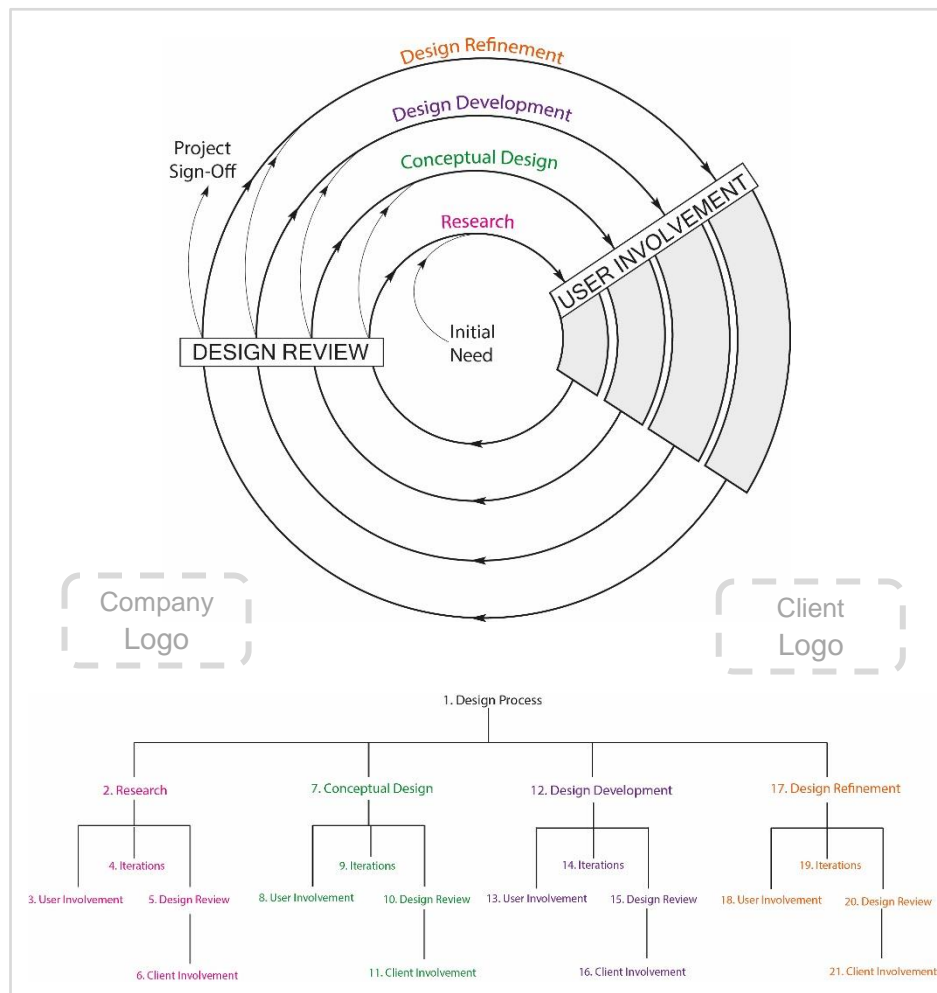 Design Refinement
Design Development
Conceptual Design
Research
Project
Sign-Off
USER INVOLVEMENT
Initial
Need
DESIGN REVIEW
Company
Logo
Client
Logo
1. Design Process
2. Research
7. Conceptual Design
12. Design Development
17. Design Refinement
4. Iterations
9. Iterations
14. Iterations
19. Iterations
3. User Involvement
5. Design Review
8. User Involvement
10. Design Review
13. User Involvement
15. Design Review
18. User Involvement
20. Design Review
6. Client Involvement
11. Client Involvement
16. Client Involvement
21. Client Involvement